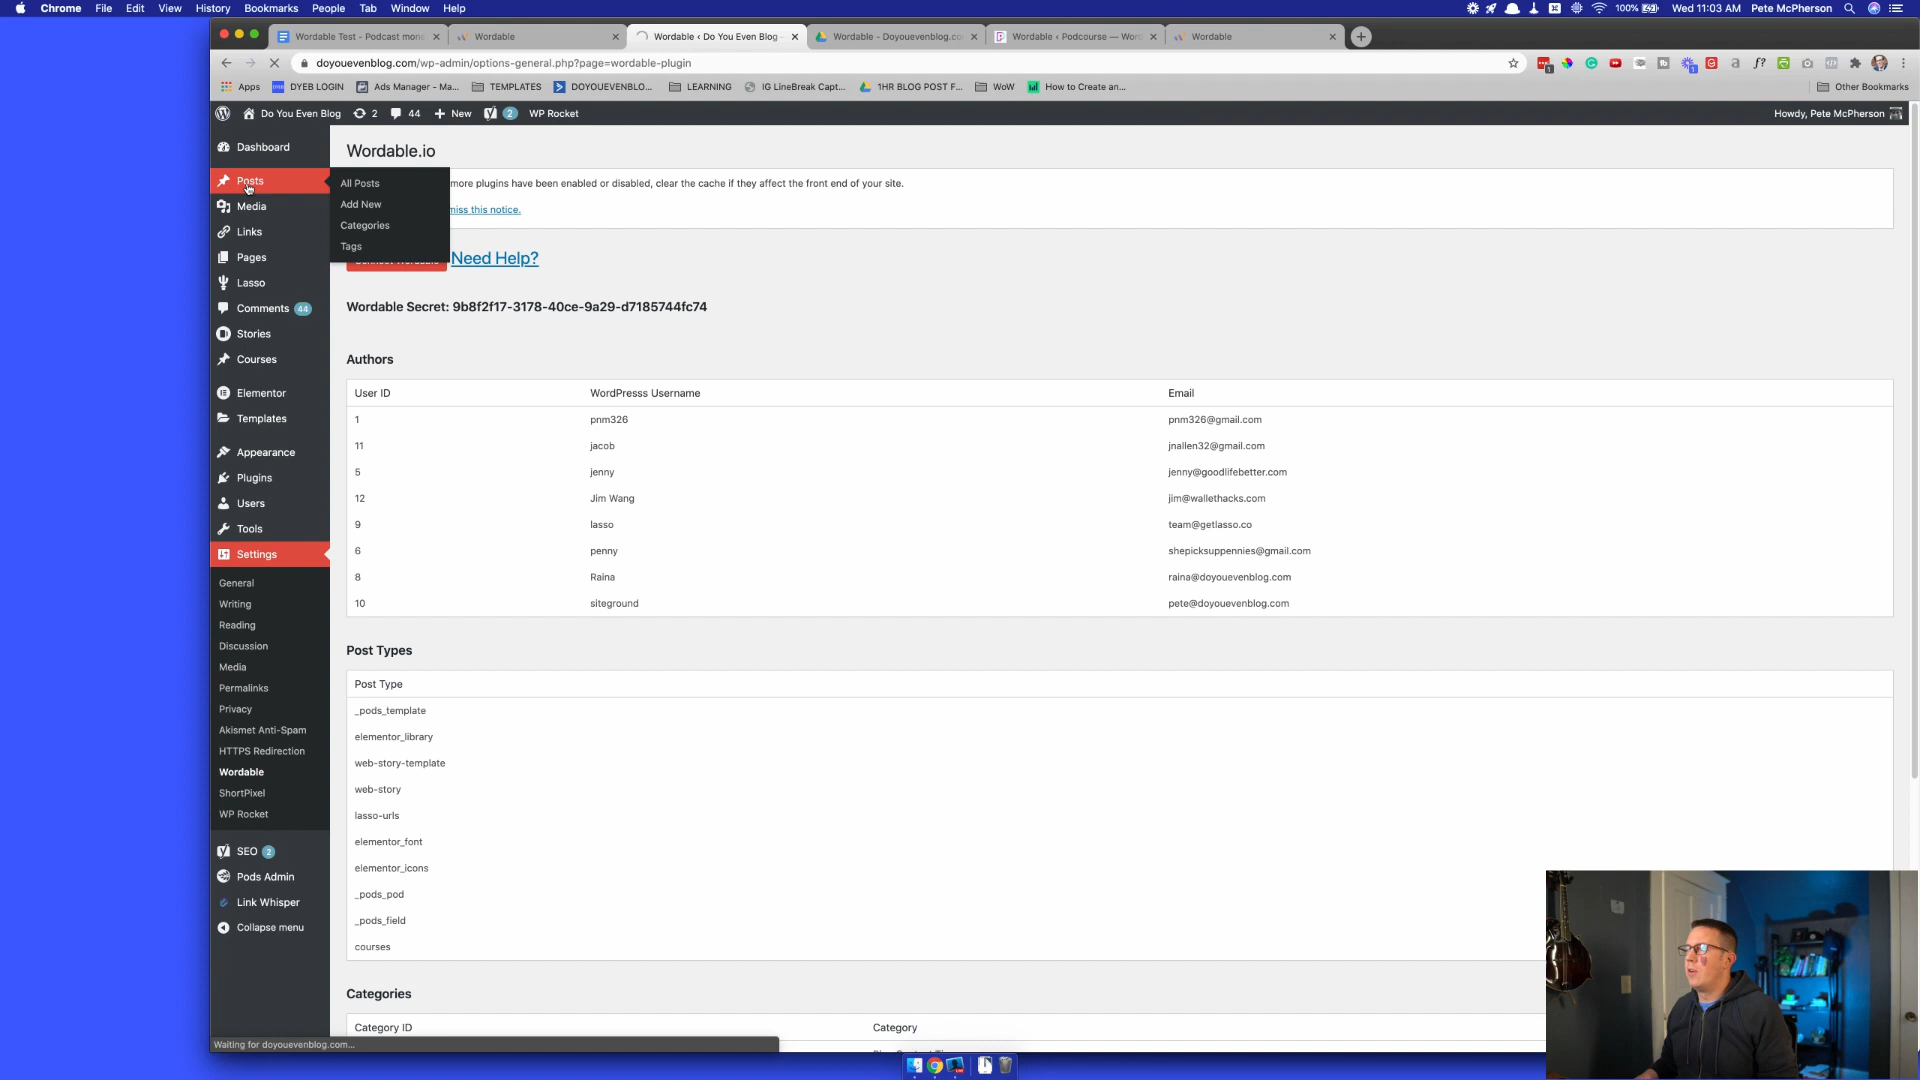 Chrome File Edit View History Bookmarks People Tab Window Help
100% Wed 11:03 AM Pete McPherson
Wordable Test - Podcast mone
Wordable
Wordable ‹ Do You Even Blog
Wordable - Doyouevenblog.co
Wordable ‹ Podcourse — Wor
Wordable
doyouevenblog.com/wp-admin/options-general.php?page=wordable-plugin
Apps DYEB LOGIN Ads Manager - Ma... TEMPLATES DOYOUEVENBLO... LEARNING IG LineBreak Capt... 1HR BLOG POST F... WoW How to Create an... Other Bookmarks
Do You Even Blog 2 44 New 2 WP Rocket Howdy, Pete McPherson
Dashboard
Posts
Media
Links
Pages
Lasso
Comments 44
Stories
Courses
Elementor
Templates
Appearance
Plugins
Users
Tools
Settings
General
Writing
Reading
Discussion
Media
Permalinks
Privacy
Akismet Anti-Spam
HTTPS Redirection
Wordable
ShortPixel
WP Rocket
SEO 2
Pods Admin
Link Whisper
Collapse menu
All Posts
Add New
Categories
Tags
Wordable.io
more plugins have been enabled or disabled, clear the cache if they affect the front end of your site.
miss this notice.
Need Help?
Wordable Secret: 9b8f2f17-3178-40ce-9a29-d7185744fc74
Authors
User ID WordPresss Username Email
1 pnm326 pnm326@gmail.com
11 jacob jnallen32@gmail.com
5 jenny jenny@goodlifebetter.com
12 Jim Wang jim@wallethacks.com
9 lasso team@getlasso.co
6 penny shepicksuppennies@gmail.com
8 Raina raina@doyouevenblog.com
10 siteground pete@doyouevenblog.com
Post Types
Post Type
_pods_template
elementor_library
web-story-template
web-story
lasso-urls
elementor_font
elementor_icons
_pods_pod
_pods_field
courses
Categories
Category ID Category
Waiting for doyouevenblog.com...